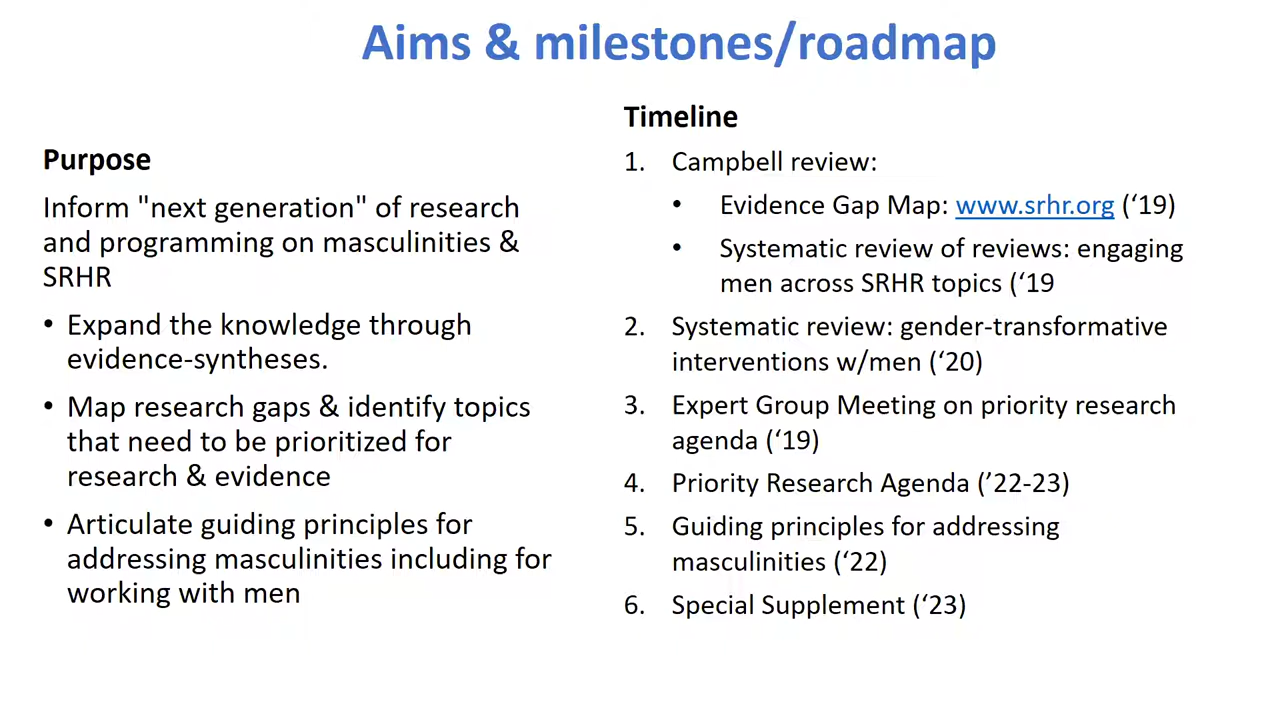 Aims & milestones/roadmap
Purpose
Inform "next generation" of research
and programming on masculinities &
SRHR
• Expand the knowledge through
evidence-syntheses.
• Map research gaps & identify topics
that need to be prioritized for
research & evidence
• Articulate guiding principles for
addressing masculinities including for
working with men
Timeline
1. Campbell review:
• Evidence Gap Map: www.srhr.org (‘19)
• Systematic review of reviews: engaging
men across SRHR topics (‘19
2. Systematic review: gender-transformative
interventions w/men (‘20)
3. Expert Group Meeting on priority research
agenda (‘19)
4. Priority Research Agenda (’22-23)
5. Guiding principles for addressing
masculinities (‘22)
6. Special Supplement (‘23)